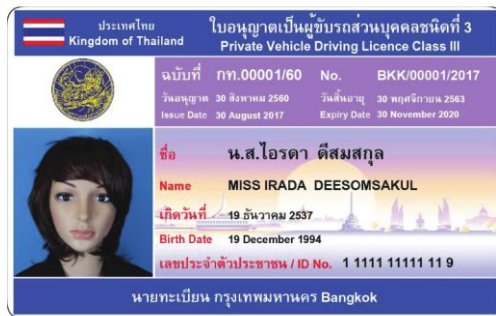 ประเทศไทย
Kingdom of Thailand
ใบอนุญาตเป็นผู้ขับรถส่วนบุคคลชนิดที่ 3
Private Vehicle Driving Licence Class III
ฉบับที่ กท.00001/60 No. BKK/00001/2017
วันอนุญาต 30 สิงหาคม 2560 วันสิ้นอายุ 30 พฤศจิกายน 2563
Issue Date 30 August 2017 Expiry Date 30 November 2020
ชื่อ น.ส.ไอรดา ดีสมสกุล
Name MISS IRADA DEESOMSAKUL
เกิดวันที่ 19 ธันวาคม 2537
Birth Date 19 December 1994
เลขประจำตัวประชาชน / ID No. 1 1111 11111 11 9
นายทะเบียน กรุงเทพมหานคร Bangkok